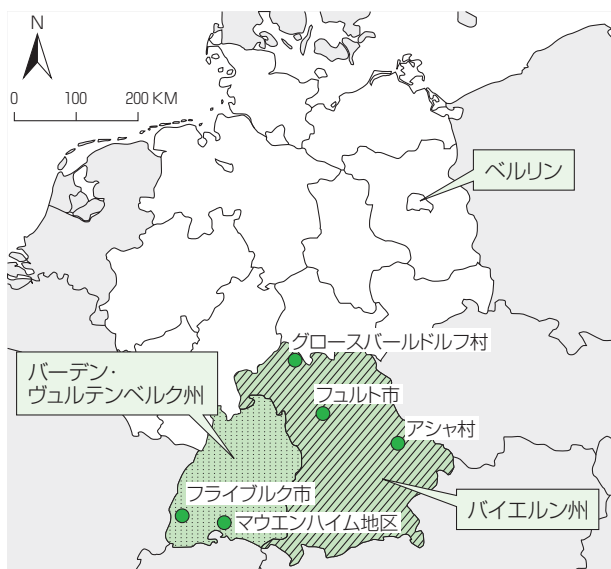 N
0 100 200 KM
ベルリン
グロースバールドルフ村
バーデン・
ヴュルテンベルク州
フュルト市
アシャ村
フライブルク市
マウエンハイム地区
バイエルン州